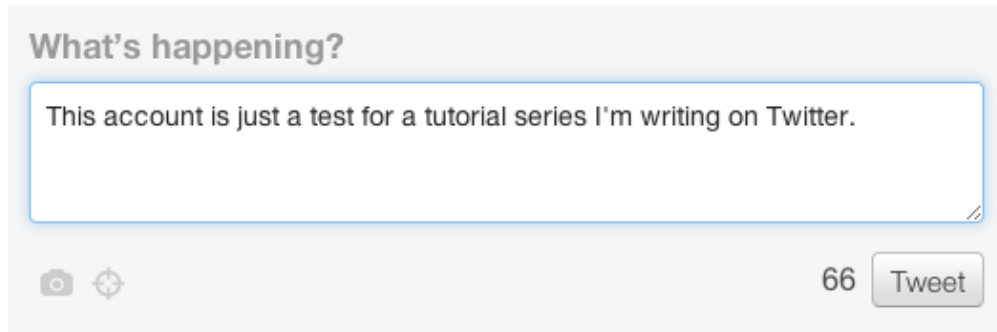 What’s happening?
This account is just a test for a tutorial series I'm writing on Twitter.
66 Tweet